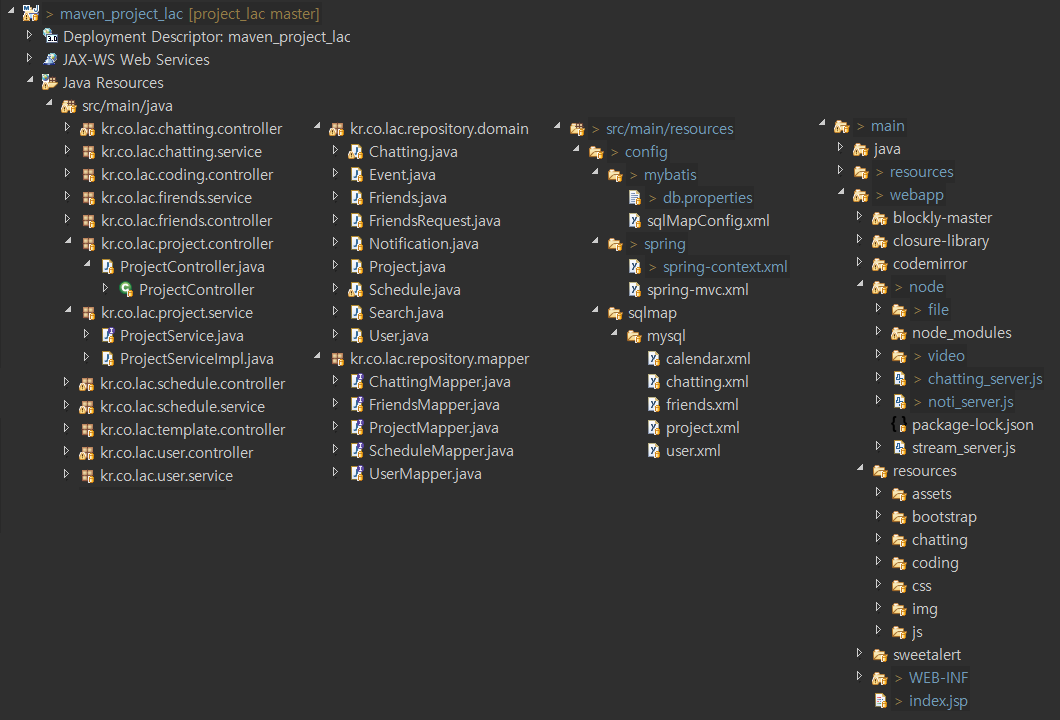 > maven_project_lac [project_lac master]
Deployment Descriptor: maven_project_lac
JAX-WS Web Services
Java Resources
src/main/java
kr.co.lac.chatting.controller
kr.co.lac.chatting.service
kr.co.lac.coding.controller
kr.co.lac.firends.service
kr.co.lac.friends.controller
kr.co.lac.project.controller
ProjectController.java
ProjectController
kr.co.lac.project.service
ProjectService.java
ProjectServiceImpl.java
kr.co.lac.schedule.controller
kr.co.lac.schedule.service
kr.co.lac.template.controller
kr.co.lac.user.controller
kr.co.lac.user.service
kr.co.lac.repository.domain
Chatting.java
Event.java
Friends.java
FriendsRequest.java
Notification.java
Project.java
Schedule.java
Search.java
User.java
kr.co.lac.repository.mapper
ChattingMapper.java
FriendsMapper.java
ProjectMapper.java
ScheduleMapper.java
UserMapper.java
> src/main/resources
> config
> mybatis
> db.properties
sqlMapConfig.xml
> spring
> spring-context.xml
spring-mvc.xml
sqlmap
mysql
calendar.xml
chatting.xml
friends.xml
project.xml
user.xml
> main
java
> resources
> webapp
blockly-master
closure-library
codemirror
> node
> file
node_modules
> video
> chatting_server.js
> noti_server.js
package-lock.json
stream_server.js
resources
assets
bootstrap
chatting
coding
css
img
js
sweetalert
> WEB-INF
> index.jsp